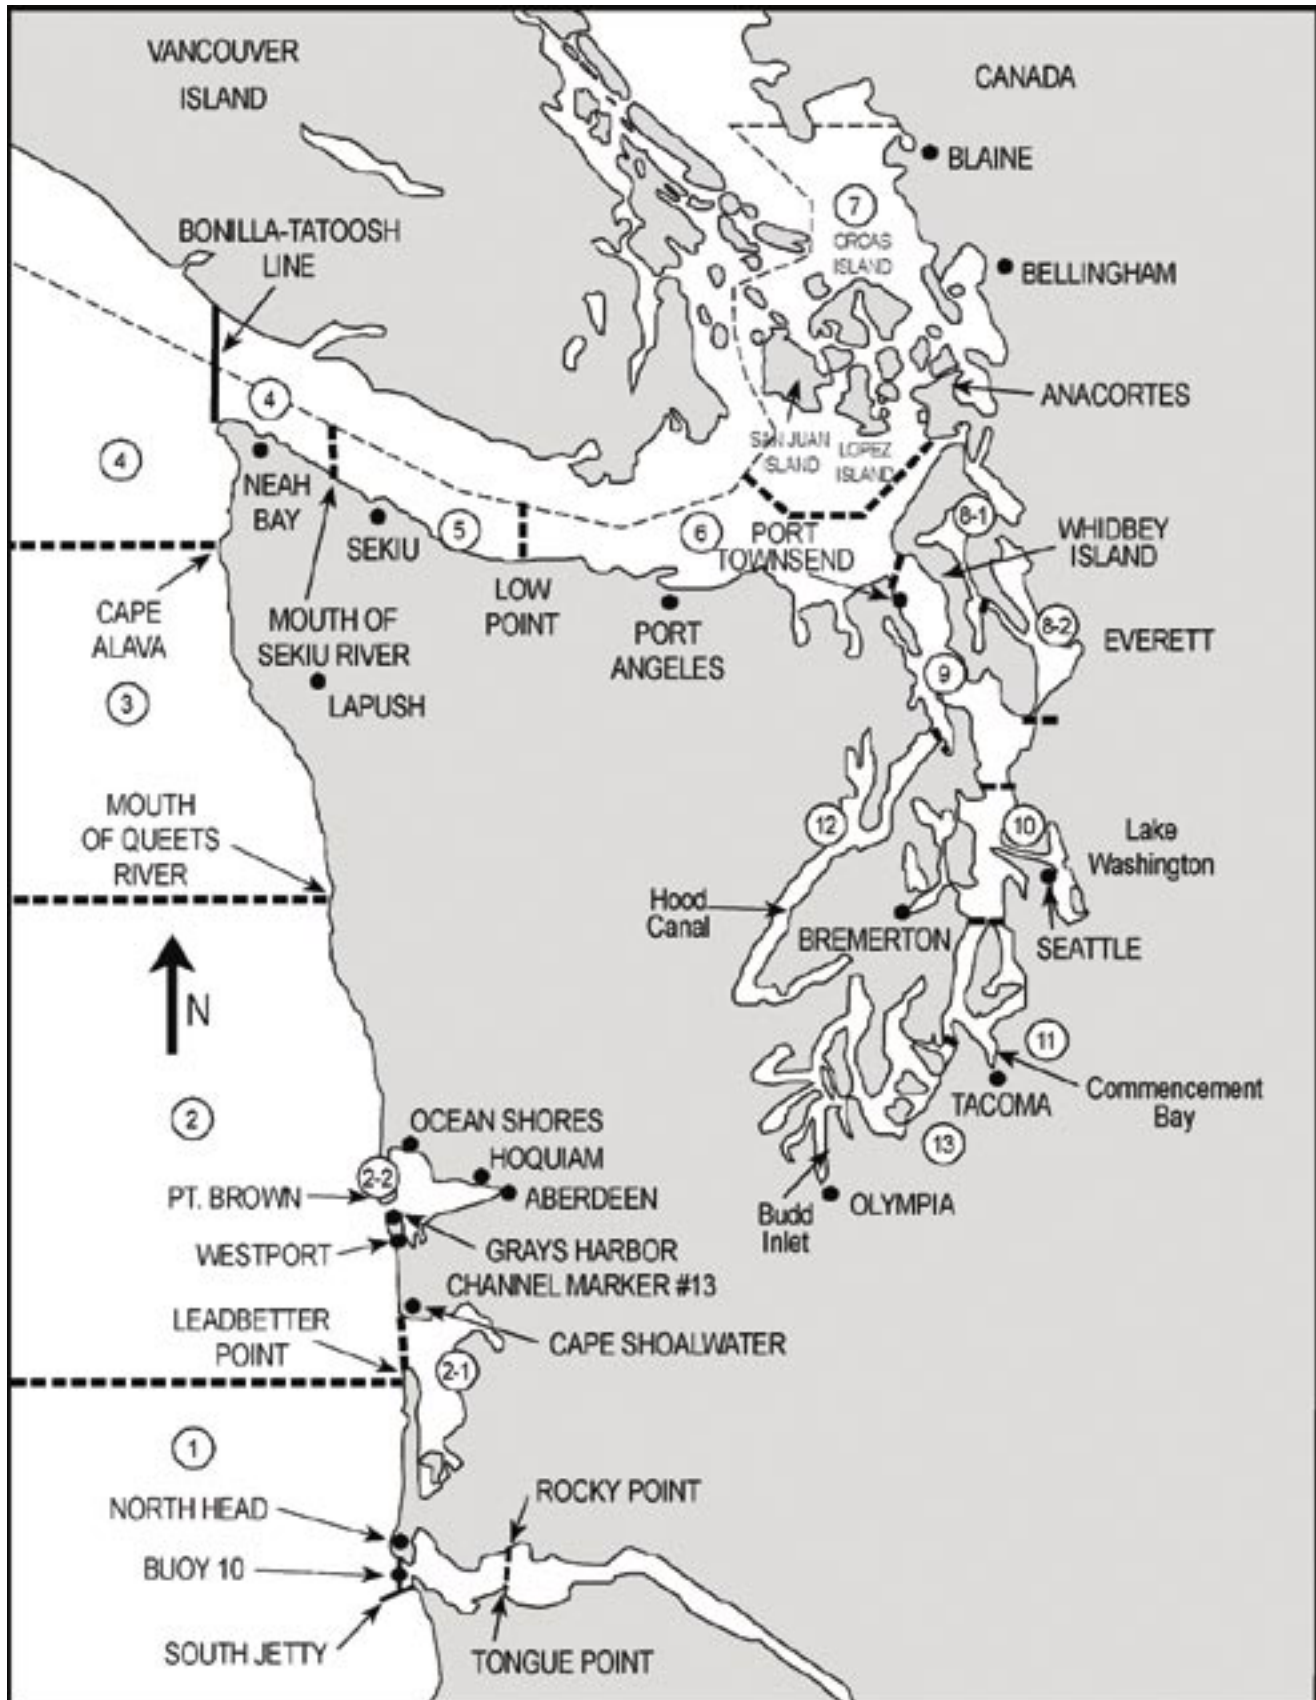 VANCOUVER
ISLAND
CANADA
BLAINE
7
ORCAS
ISLAND
BONILLA-TATOOSH
LINE
BELLINGHAM
4
ANACORTES
4
SAN JUAN
ISLAND
LOPEZ
ISLAND
NEAH
BAY
SEKIU
5
6
PORT
TOWNSEND
8-1
WHIDBEY
ISLAND
CAPE
ALAVA
MOUTH OF
SEKIU RIVER
LOW
POINT
PORT
ANGELES
8-2
EVERETT
3
LAPUSH
9
MOUTH
OF QUEETS
RIVER
12
10
Lake
Washington
Hood
Canal
BREMERTON
SEATTLE
N
11
2
OCEAN SHORES
HOQUIAM
TACOMA
Commencement
Bay
13
2-2
PT. BROWN
ABERDEEN
Budd
Inlet
OLYMPIA
WESTPORT
GRAYS HARBOR
CHANNEL MARKER #13
LEADBETTER
POINT
CAPE SHOALWATER
2-1
1
NORTH HEAD
ROCKY POINT
BUOY 10
SOUTH JETTY
TONGUE POINT